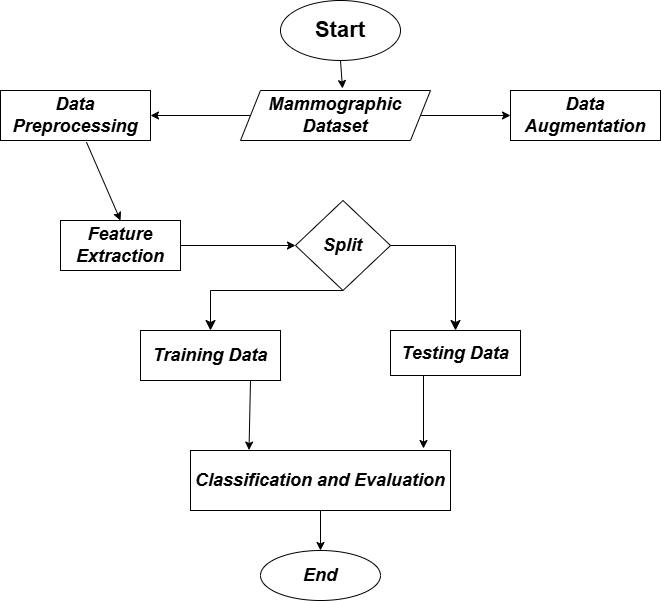 Start
Data
Preprocessing
Mammographic
Dataset
Data
Augmentation
Feature
Extraction
Split
Training Data
Testing Data
Classification and Evaluation
End